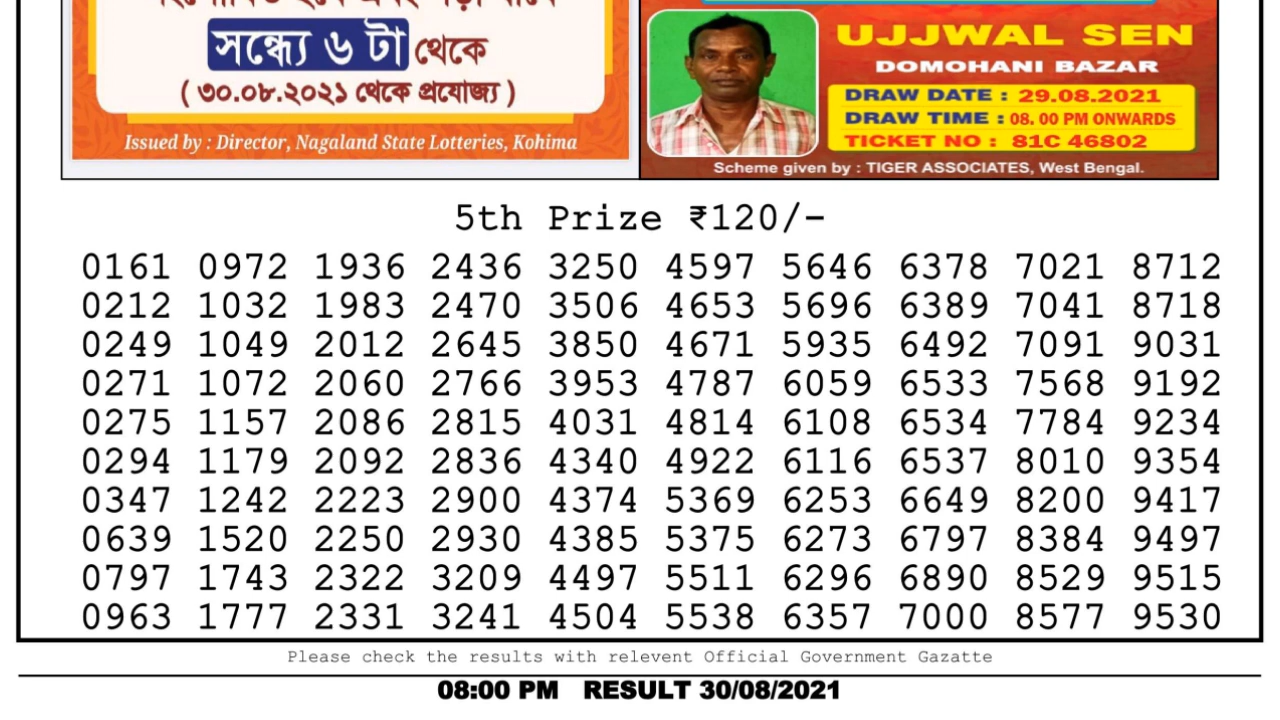 সন্ধ্যে ৬ টা থেকে
( ৩০.০৮.২০২১ থেকে প্রযোজ্য )
Issued by : Director, Nagaland State Lotteries, Kohima
UJJWAL SEN
DOMOHANI BAZAR
DRAW DATE : 29.08.2021
DRAW TIME : 08. 00 PM ONWARDS
TICKET NO : 81C 46802
Scheme given by : TIGER ASSOCIATES, West Bengal.
5th Prize ₹120/-
0161 0972 1936 2436 3250 4597 5646 6378 7021 8712
0212 1032 1983 2470 3506 4653 5696 6389 7041 8718
0249 1049 2012 2645 3850 4671 5935 6492 7091 9031
0271 1072 2060 2766 3953 4787 6059 6533 7568 9192
0275 1157 2086 2815 4031 4814 6108 6534 7784 9234
0294 1179 2092 2836 4340 4922 6116 6537 8010 9354
0347 1242 2223 2900 4374 5369 6253 6649 8200 9417
0639 1520 2250 2930 4385 5375 6273 6797 8384 9497
0797 1743 2322 3209 4497 5511 6296 6890 8529 9515
0963 1777 2331 3241 4504 5538 6357 7000 8577 9530
Please check the results with relevent Official Government Gazatte
08:00 PM RESULT 30/08/2021